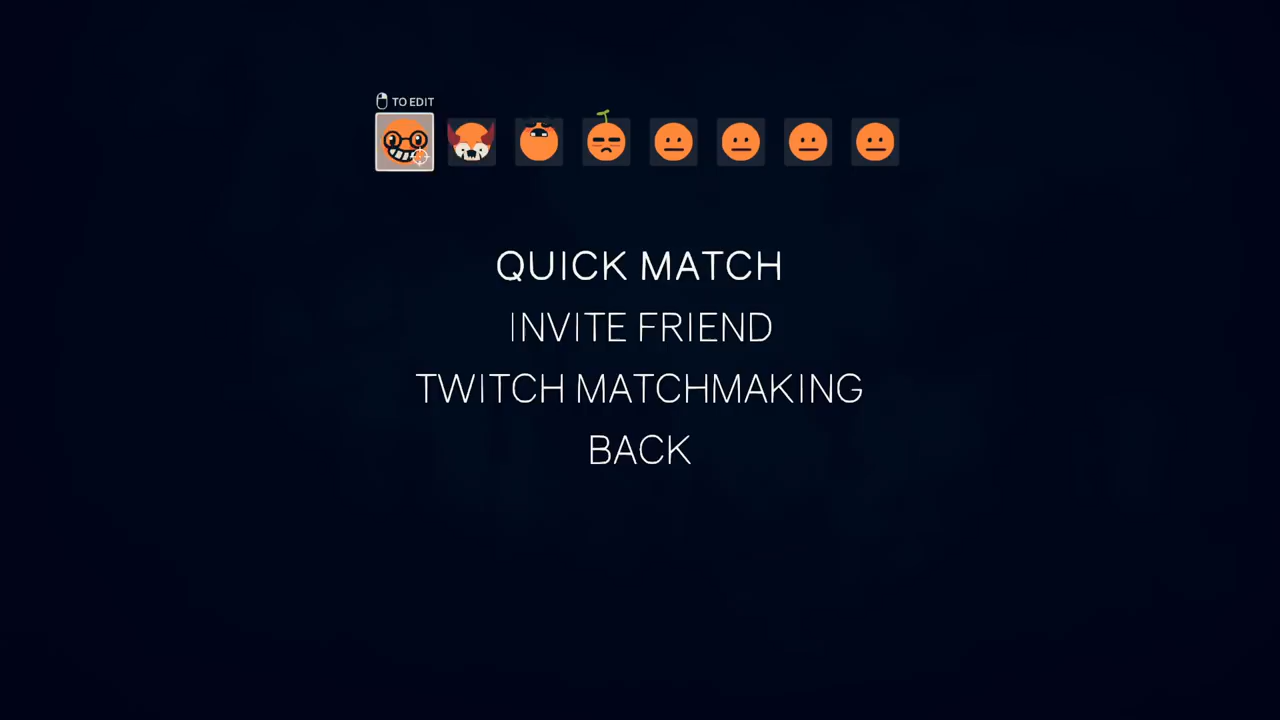 TO EDIT
QUICK MATCH
INVITE FRIEND
TWITCH MATCHMAKING
BACK